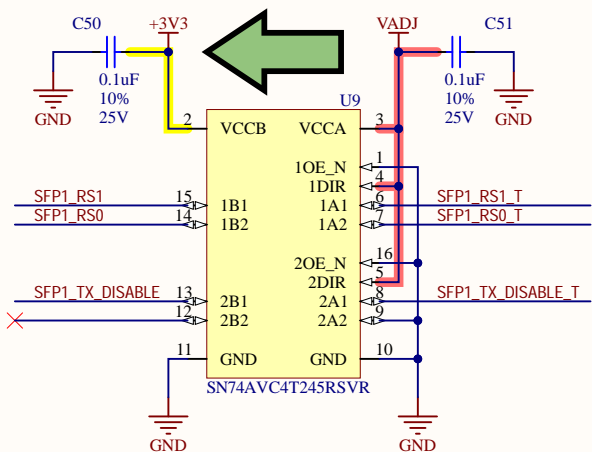 C50 +3V3 VADJ C51
0.1uF 10% 25V
0.1uF 10% 25V
GND
GND
U9
2 VCCB VCCA 3
1OE_N 1
1DIR 4
SFP1_RS1 15 1B1 1A1 6 SFP1_RS1_T
SFP1_RS0 14 1B2 1A2 7 SFP1_RS0_T
2OE_N 16
2DIR 5
SFP1_TX_DISABLE 13 2B1 2A1 8 SFP1_TX_DISABLE_T
12 2B2 2A2 9
11 GND GND 10
SN74AVC4T245RSVR
GND
GND